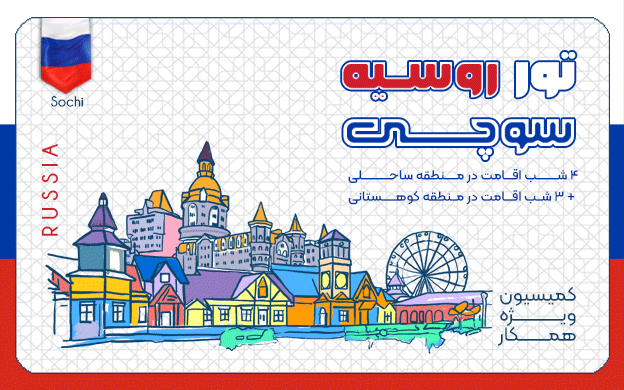 Sochi
RUSSIA
تور روسیه
سوچی
۴ شب اقامت در منطقه ساحلی
+ ۳ شب اقامت در منطقه کوهستانی
کمیسیون
ویژه
همکار